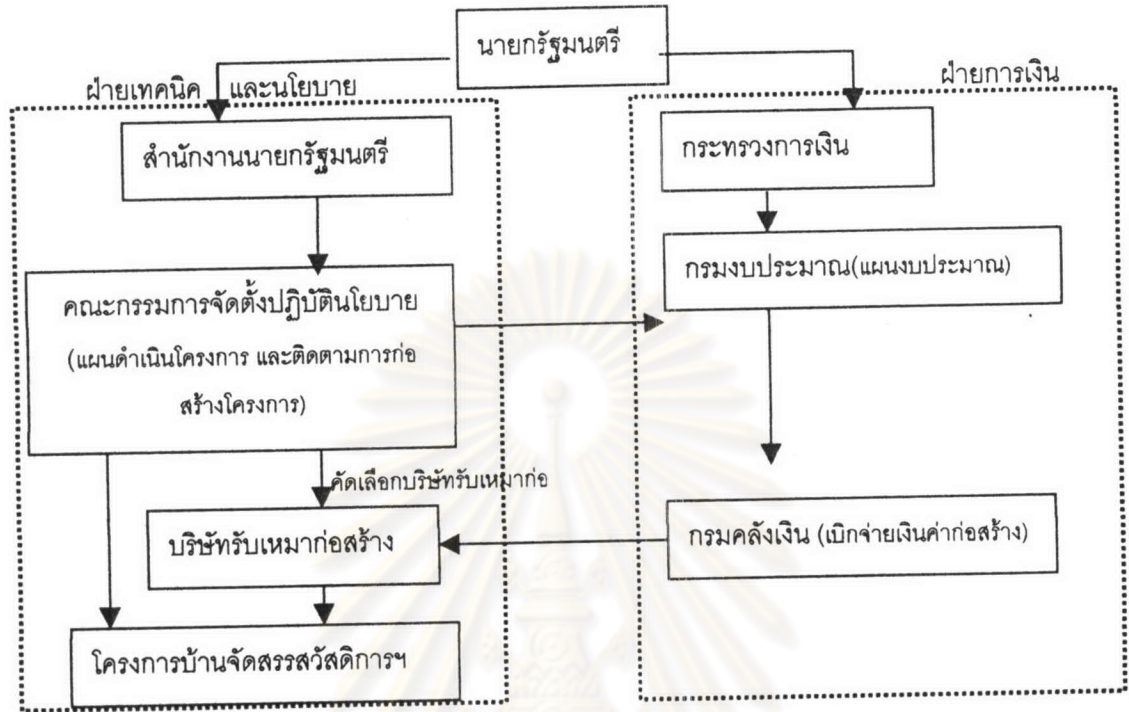 นายกรัฐมนตรี
ฝ่ายเทคนิค และนโยบาย
ฝ่ายการเงิน
สำนักงานนายกรัฐมนตรี
กระทรวงการเงิน
กรมงบประมาณ(แผนงบประมาณ)
คณะกรรมการจัดตั้งปฏิบัตินโยบาย
(แผนดำเนินโครงการ และติดตามการก่อ
สร้างโครงการ)
คัดเลือกบริษัทรับเหมาก่อ
บริษัทรับเหมาก่อสร้าง
กรมคลังเงิน (เบิกจ่ายเงินค่าก่อสร้าง)
โครงการบ้านจัดสรรสวัสดิการฯ